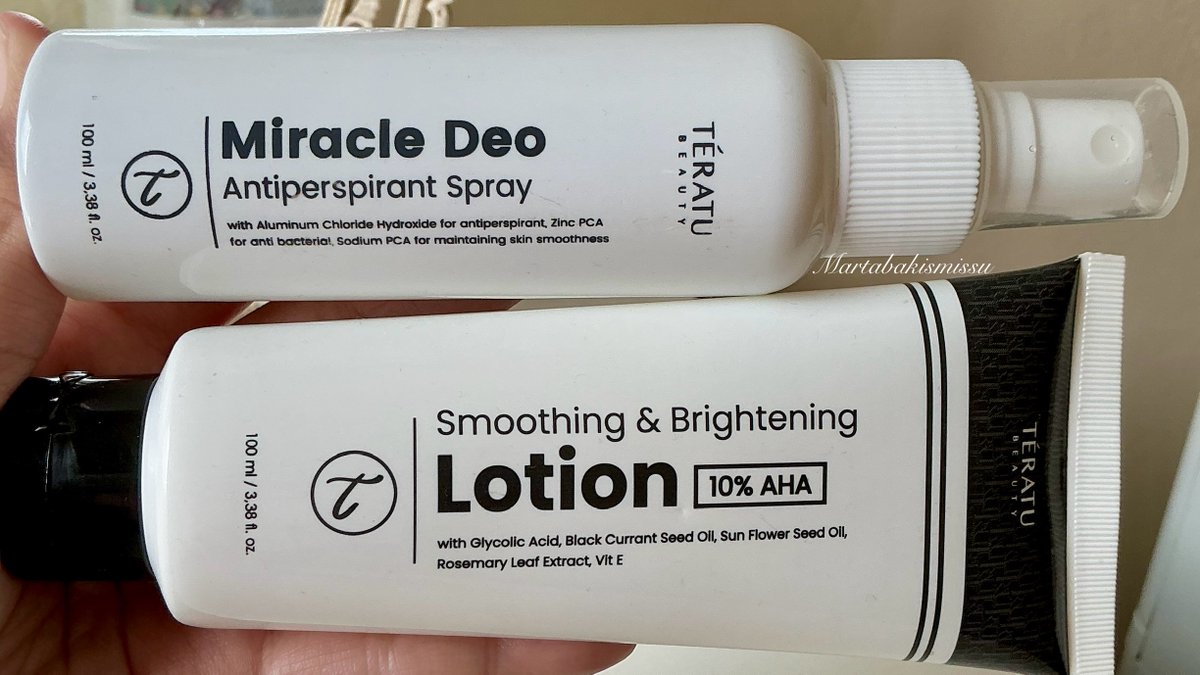 100 ml / 3,38 fl. oz.
Miracle Deo
Antiperspirant Spray
with Aluminum Chloride Hydroxide for antiperspirant, Zinc PCA
for anti bacterial, Sodium PCA for maintaining skin smoothness
TÉRATU
BEAUTY
Martabakismissu
100 ml / 3,38 fl. oz.
Smoothing & Brightening
Lotion 10% AHA
with Glycolic Acid, Black Currant Seed Oil, Sun Flower Seed Oil,
Rosemary Leaf Extract, Vit E
TÉRATU
BEAUTY